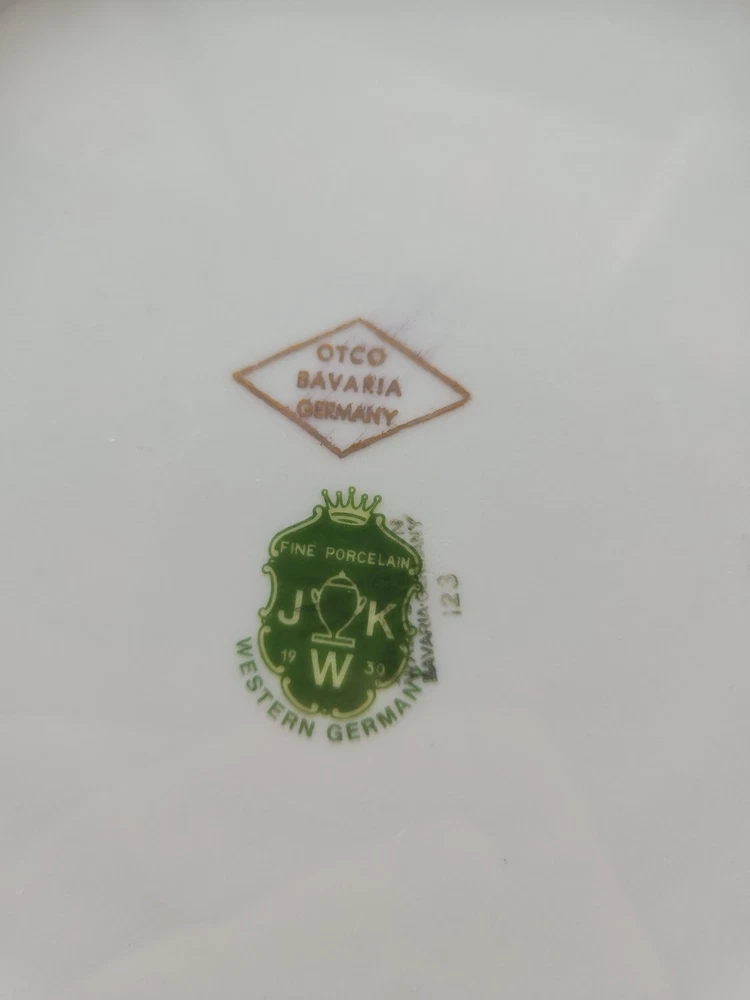 OTCO
BAVARIA
GERMANY
FINE PORCELAIN
J K
19 W 39
WESTERN GERMANY
BAVARIA·GERMANY
123